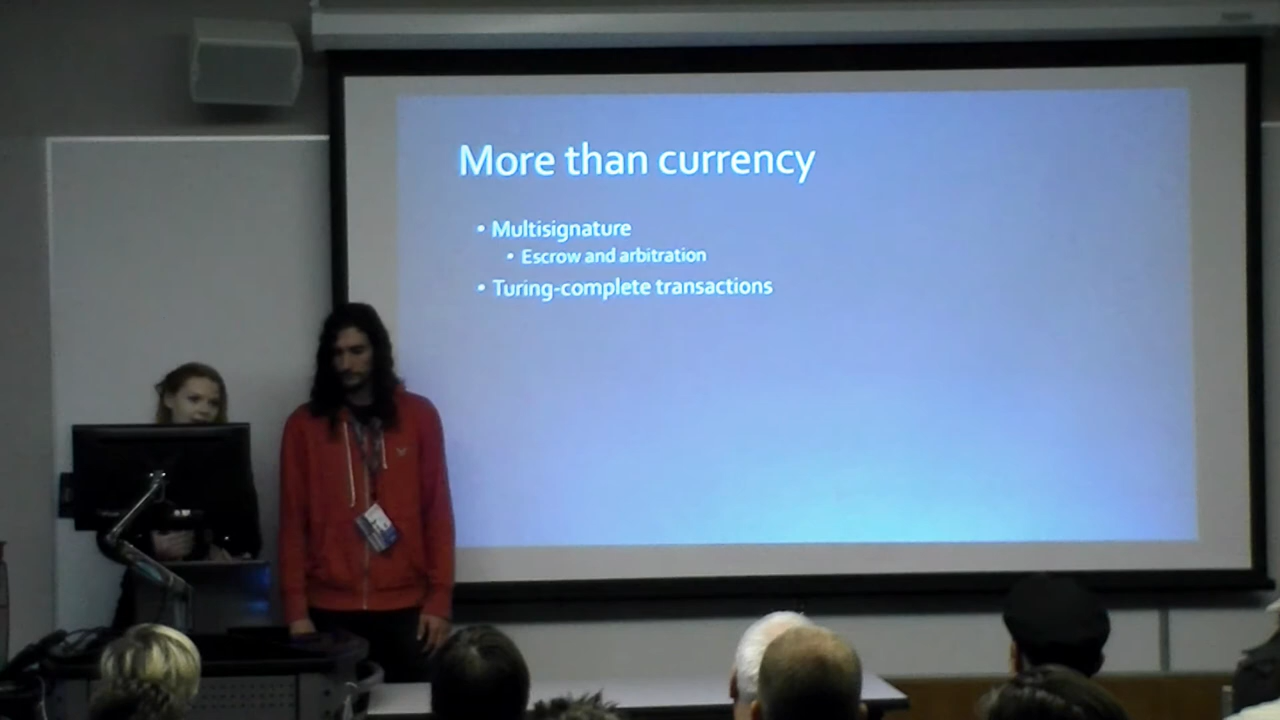 More than currency
• Multisignature
• Escrow and arbitration
• Turing-complete transactions